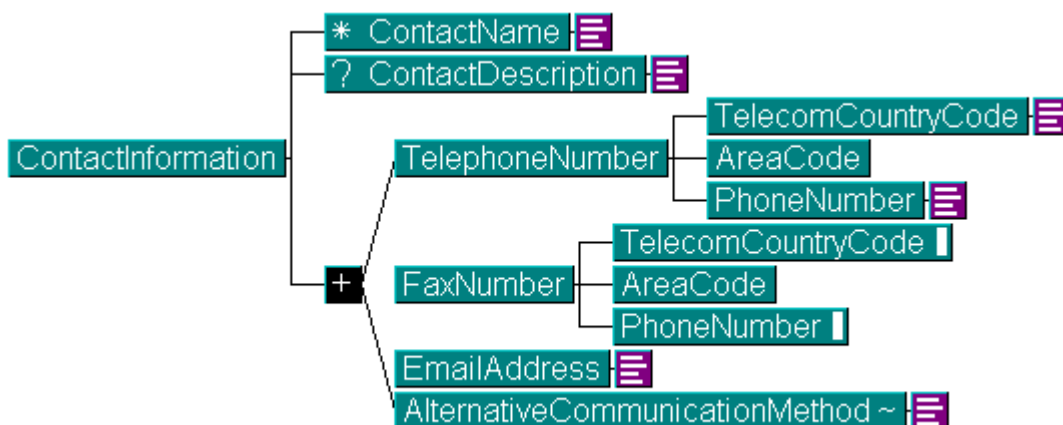 * ContactName
? ContactDescription
TelecomCountryCode
ContactInformation
TelephoneNumber
AreaCode
PhoneNumber
TelecomCountryCode
+
FaxNumber
AreaCode
PhoneNumber
EmailAddress
AlternativeCommunicationMethod ~